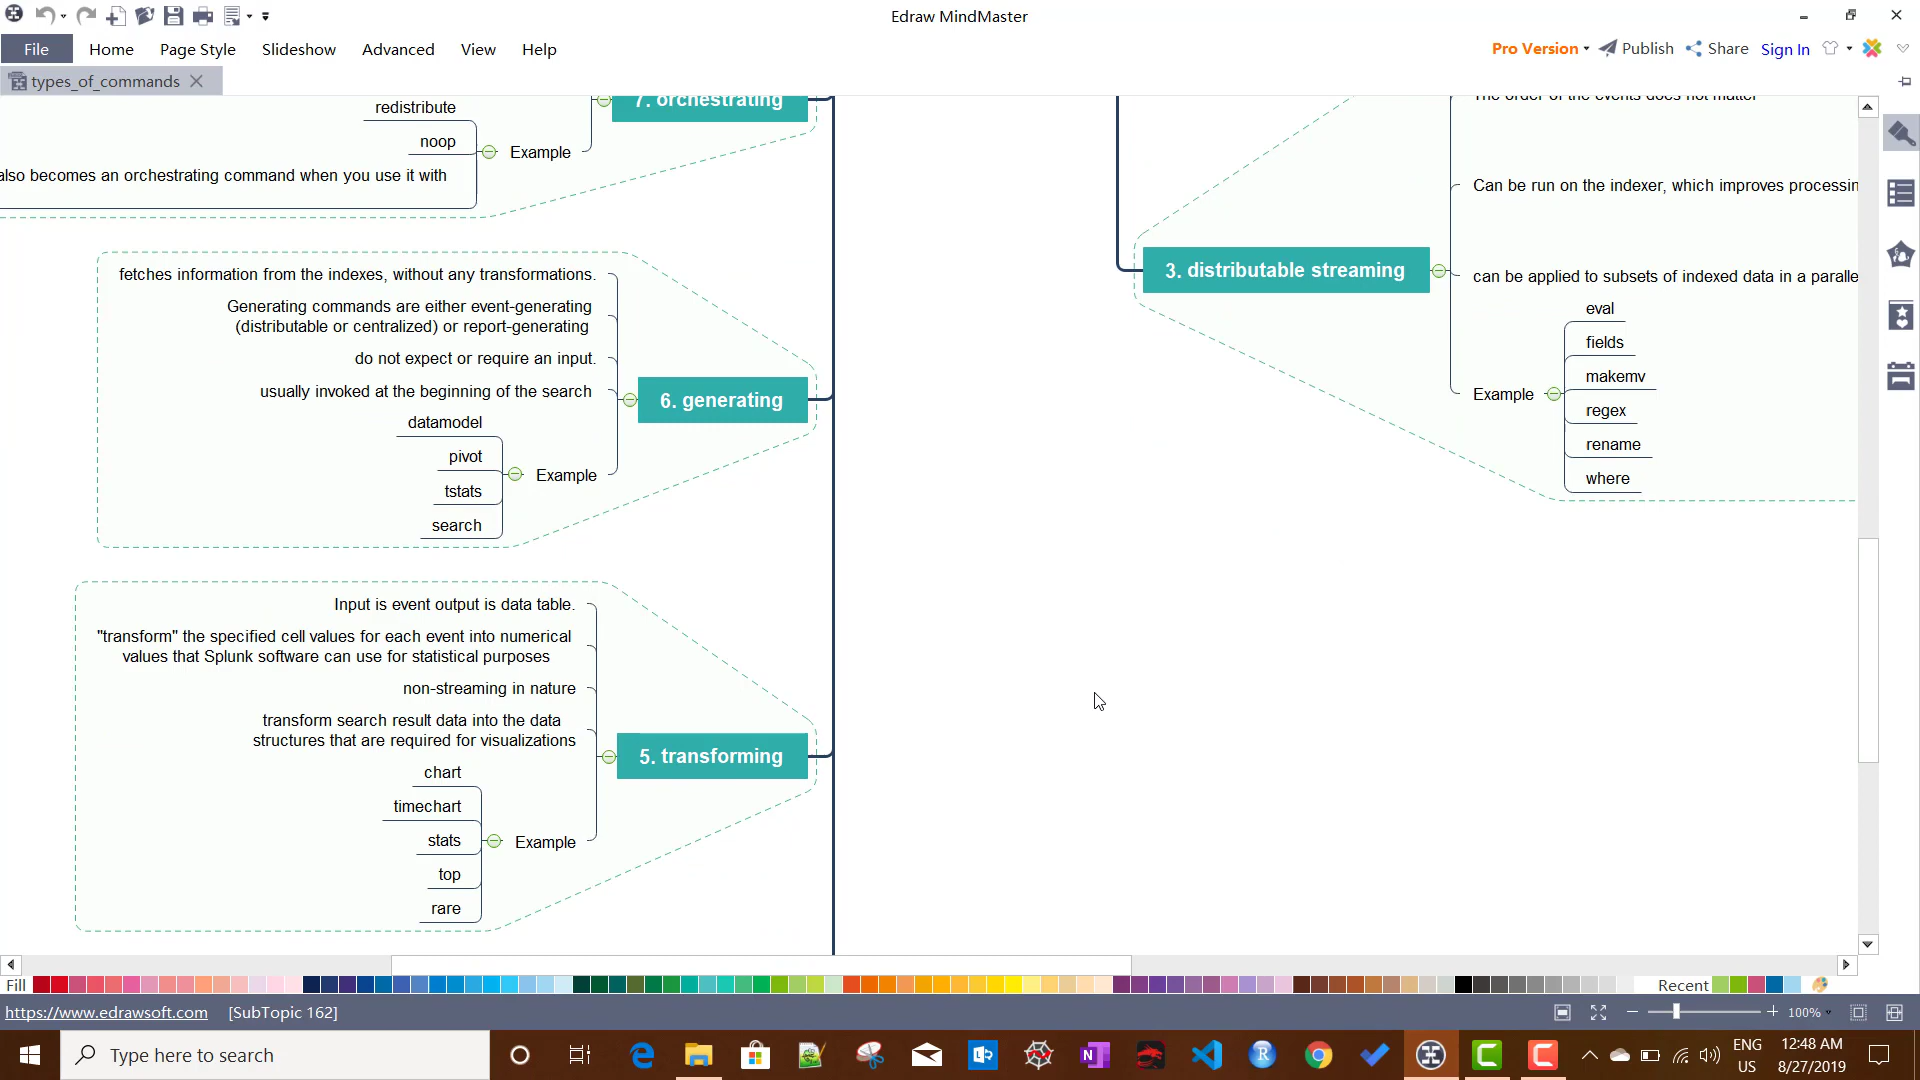 Edraw MindMaster
File Home Page Style Slideshow Advanced View Help
Pro Version Publish Share Sign In
types_of_commands
7. orchestrating
redistribute
noop
Example
also becomes an orchestrating command when you use it with
6. generating
fetches information from the indexes, without any transformations.
Generating commands are either event-generating
(distributable or centralized) or report-generating
do not expect or require an input.
usually invoked at the beginning of the search
datamodel
pivot
tstats
search
Example
5. transforming
Input is event output is data table.
"transform" the specified cell values for each event into numerical
values that Splunk software can use for statistical purposes
non-streaming in nature
transform search result data into the data
structures that are required for visualizations
chart
timechart
stats
top
rare
Example
The order of the events does not matter
Can be run on the indexer, which improves processin
3. distributable streaming
can be applied to subsets of indexed data in a paralle
eval
fields
makemv
regex
rename
where
Example
Fill
Recent
https://www.edrawsoft.com [SubTopic 162]
100%
Type here to search
ENG
US
12:48 AM
8/27/2019